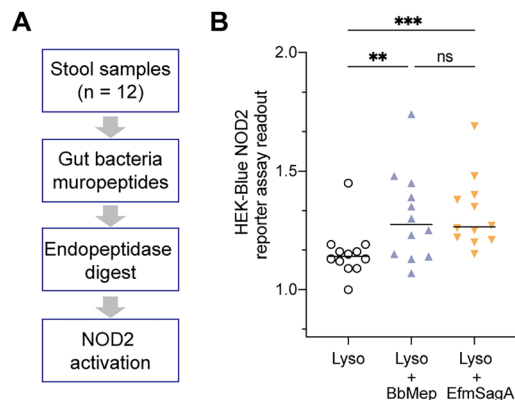 A
Stool samples
(n = 12)
Gut bacteria
muropeptides
Endopeptidase
digest
NOD2
activation
B
HEK-Blue NOD2
reporter assay readout
2.0
1.5
1.0
***
**
ns
Lyso
Lyso
+
BbMep
Lyso
+
EfmSagA